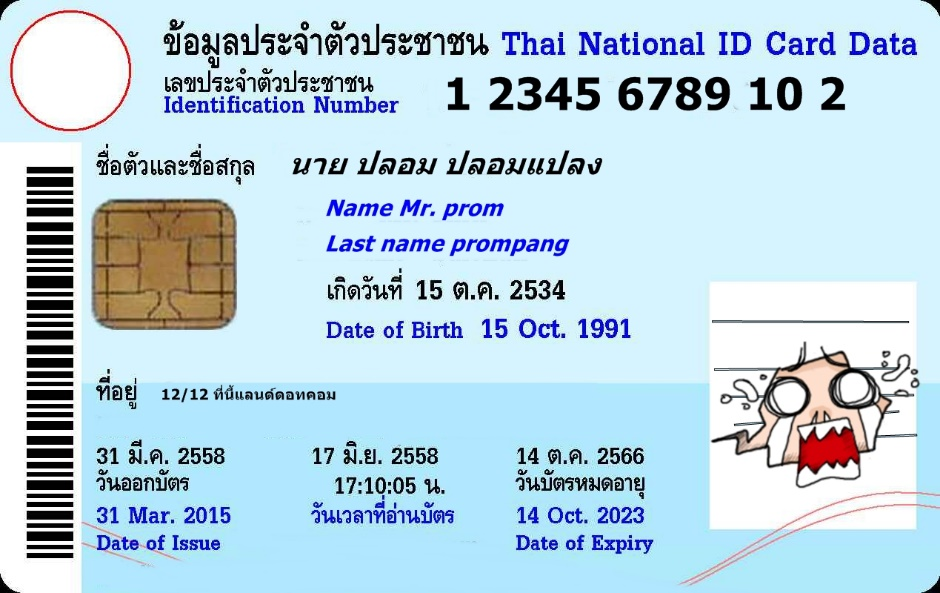 ข้อมูลประจำตัวประชาชน Thai National ID Card Data
เลขประจำตัวประชาชน
Identification Number 1 2345 6789 10 2
ชื่อตัวและชื่อสกุล นาย ปลอม ปลอมแปลง
Name Mr. prom
Last name prompang
เกิดวันที่ 15 ต.ค. 2534
Date of Birth 15 Oct. 1991
ที่อยู่ 12/12 ที่นี้แลนด์ดอทคอม
31 มี.ค. 2558 17 มิ.ย. 2558 14 ต.ค. 2566
วันออกบัตร 17:10:05 น. วันบัตรหมดอายุ
31 Mar. 2015 วันเวลาที่อ่านบัตร 14 Oct. 2023
Date of Issue Date of Expiry